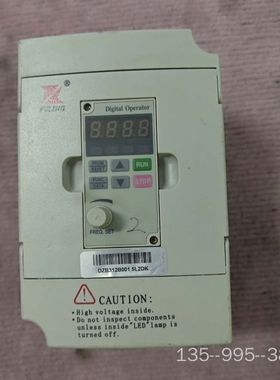 FULING
Digital Operator
8.8.8.8.
RUN
STOP
FREQ. SET
2
DZB312B001.5L2DK
CAUTION:
•High voltage inside.
•Do not inspect components
unless inside "LED" lamp is
turned off.
135-995-3